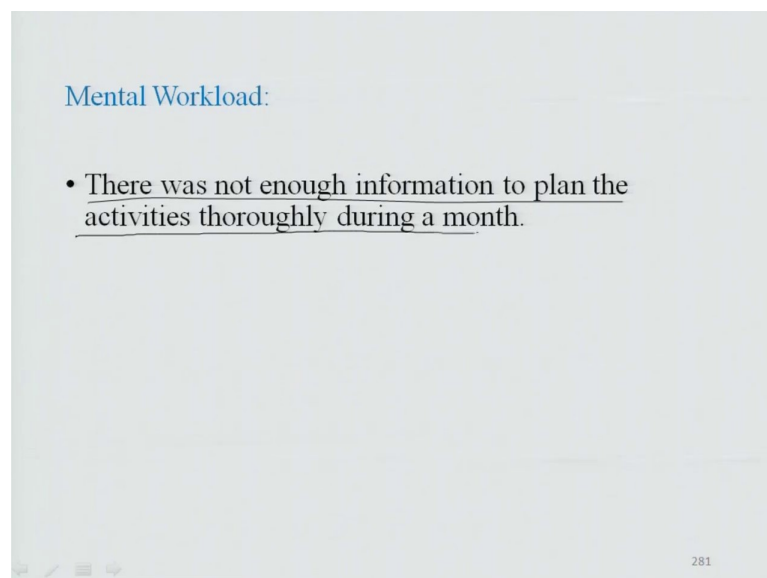 Mental Workload:
• There was not enough information to plan the
activities thoroughly during a month.
281